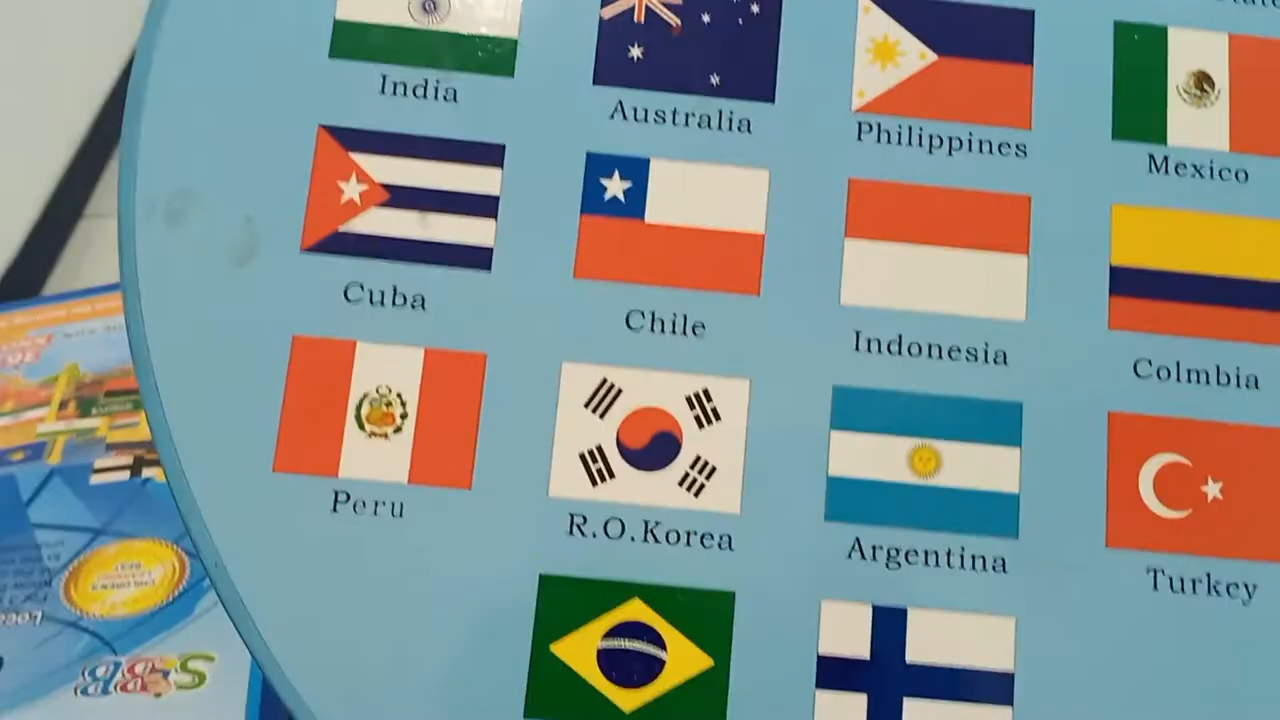 India
Australia
Philippines
Mexico
Cuba
Chile
Indonesia
Colmbia
Peru
R.O.Korea
Argentina
Turkey